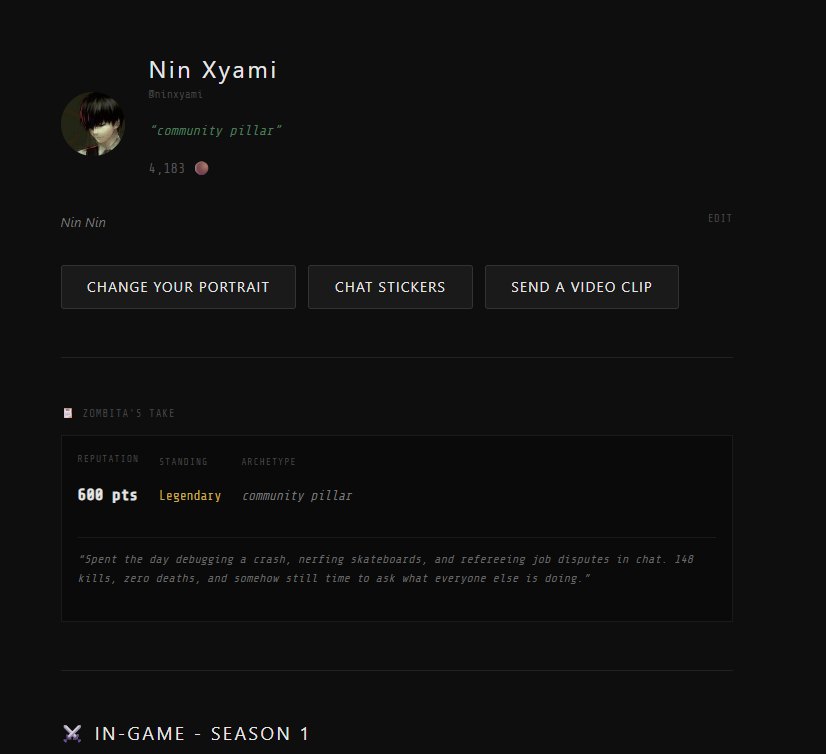 Nin Xyami
@ninxyami
"community pillar"
4,183
Nin Nin
EDIT
CHANGE YOUR PORTRAIT
CHAT STICKERS
SEND A VIDEO CLIP
ZOMBITA'S TAKE
REPUTATION
STANDING
ARCHETYPE
600 pts
Legendary
community pillar
"Spent the day debugging a crash, nerfing skateboards, and refereeing job disputes in chat. 148
kills, zero deaths, and somehow still time to ask what everyone else is doing."
IN-GAME - SEASON 1